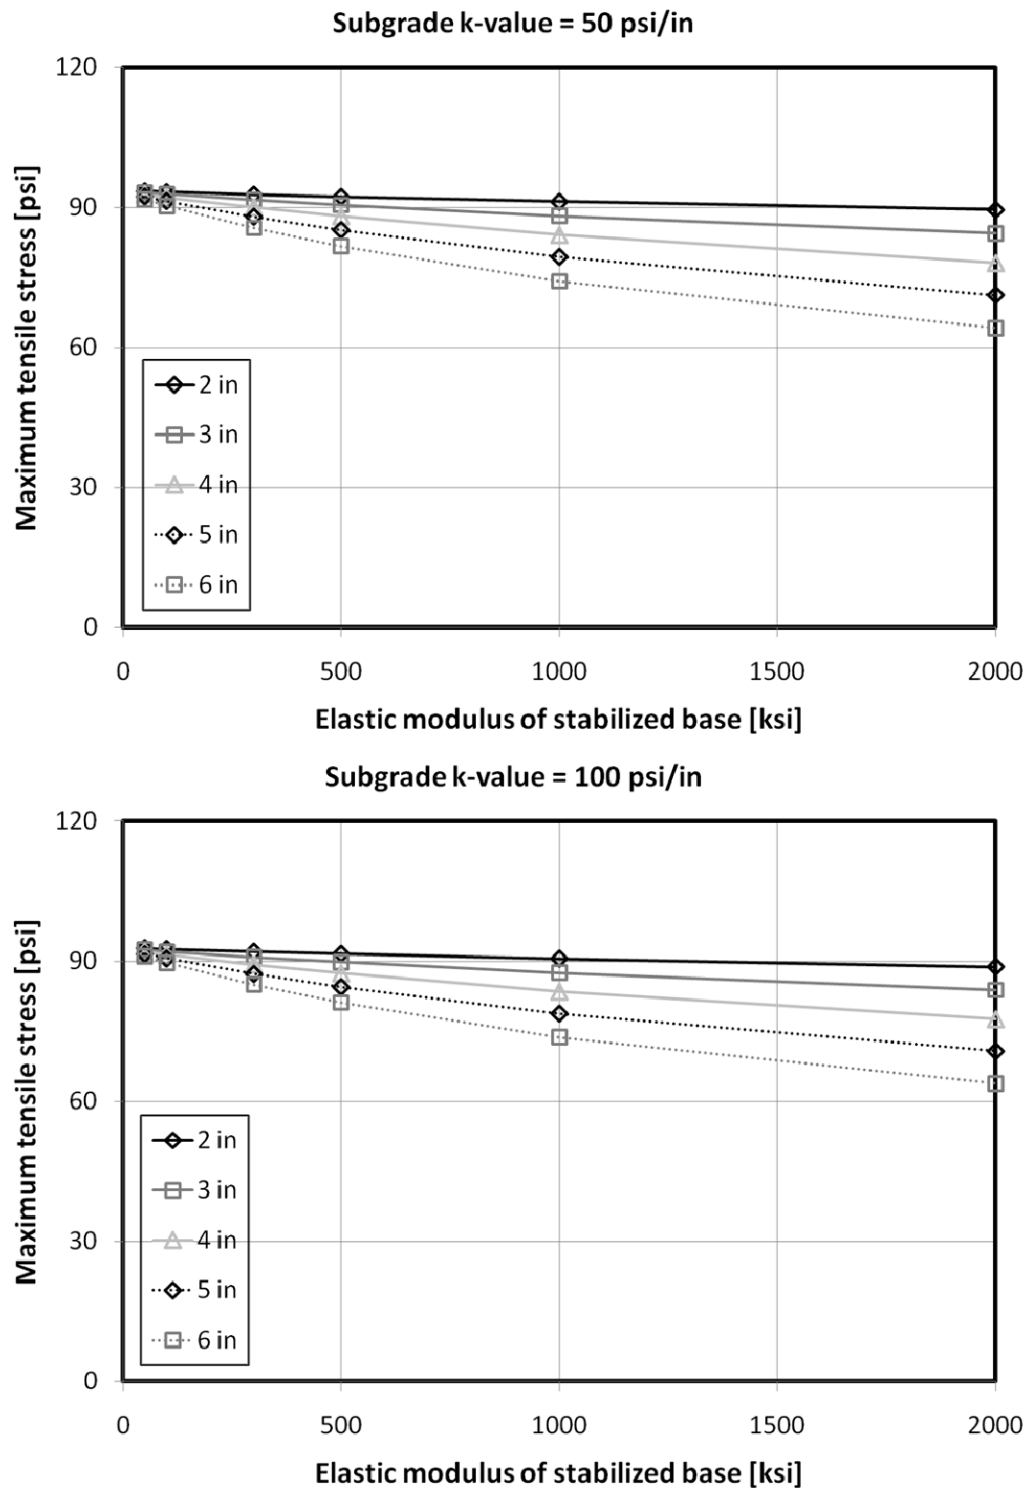 Subgrade k-value = 50 psi/in
120
90
60
30
0
Maximum tensile stress [psi]
2 in
3 in
4 in
5 in
6 in
0 500 1000 1500 2000
Elastic modulus of stabilized base [ksi]
Subgrade k-value = 100 psi/in
120
90
60
30
0
Maximum tensile stress [psi]
2 in
3 in
4 in
5 in
6 in
0 500 1000 1500 2000
Elastic modulus of stabilized base [ksi]